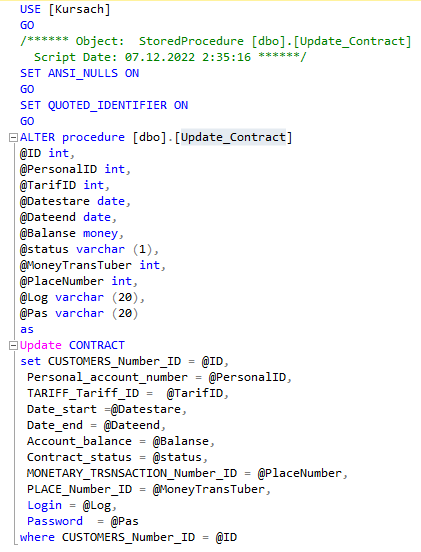 USE [Kursach]
GO
/****** Object:  StoredProcedure [dbo].[Update_Contract]
  Script Date: 07.12.2022 2:35:16 ******/
SET ANSI_NULLS ON
GO
SET QUOTED_IDENTIFIER ON
GO
ALTER procedure [dbo].[Update_Contract]
@ID int,
@PersonalID int,
@TarifID int,
@Datestare date,
@Dateend date,
@Balanse money,
@status varchar (1),
@MoneyTransTuber int,
@PlaceNumber int,
@Log varchar (20),
@Pas varchar (20)
as
Update CONTRACT
set CUSTOMERS_Number_ID = @ID,
 Personal_account_number = @PersonalID,
 TARIFF_Tariff_ID =  @TarifID,
 Date_start =@Datestare,
 Date_end = @Dateend,
 Account_balance = @Balanse,
 Contract_status = @status,
 MONETARY_TRSNSACTION_Number_ID = @PlaceNumber,
 PLACE_Number_ID = @MoneyTransTuber,
 Login = @Log,
 Password  = @Pas
where CUSTOMERS_Number_ID = @ID